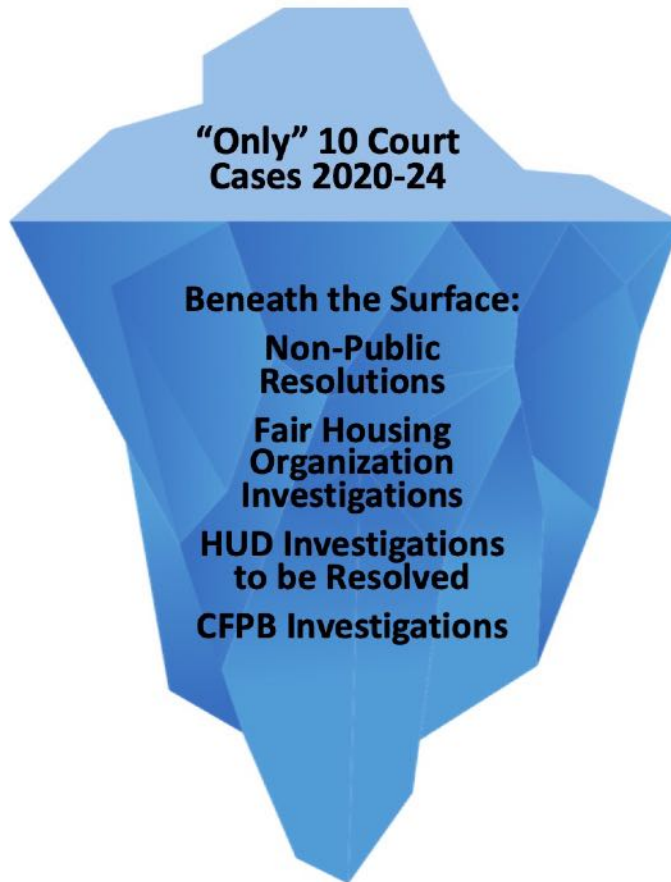 “Only” 10 Court
Cases 2020-24
Beneath the Surface:
Non-Public
Resolutions
Fair Housing
Organization
Investigations
HUD Investigations
to be Resolved
CFPB Investigations